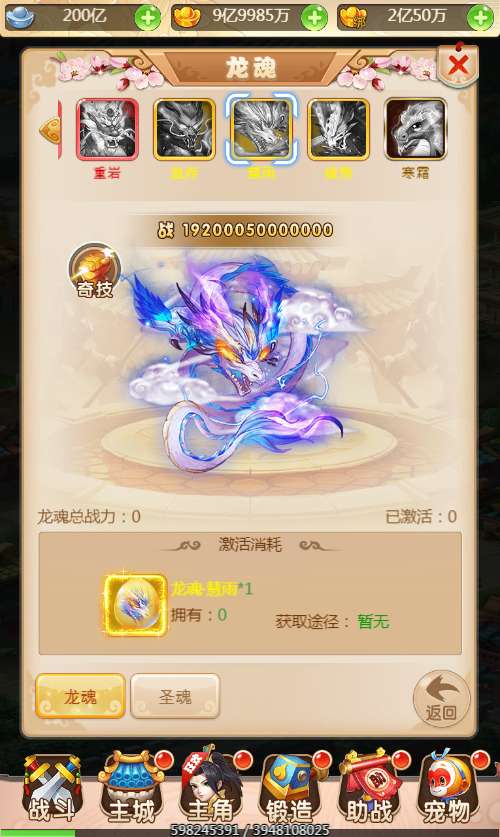 200亿 9亿9985万 2亿50万
龙魂
重岩 慧雨 寒霜
战 19200050000000
奇技
龙魂总战力：0 已激活：0
激活消耗
龙魂·慧雨*1
拥有：0 获取途径：暂无
龙魂 圣魂 返回
战斗 主城 主角 锻造 助战 宠物
598245391 / 3948108025